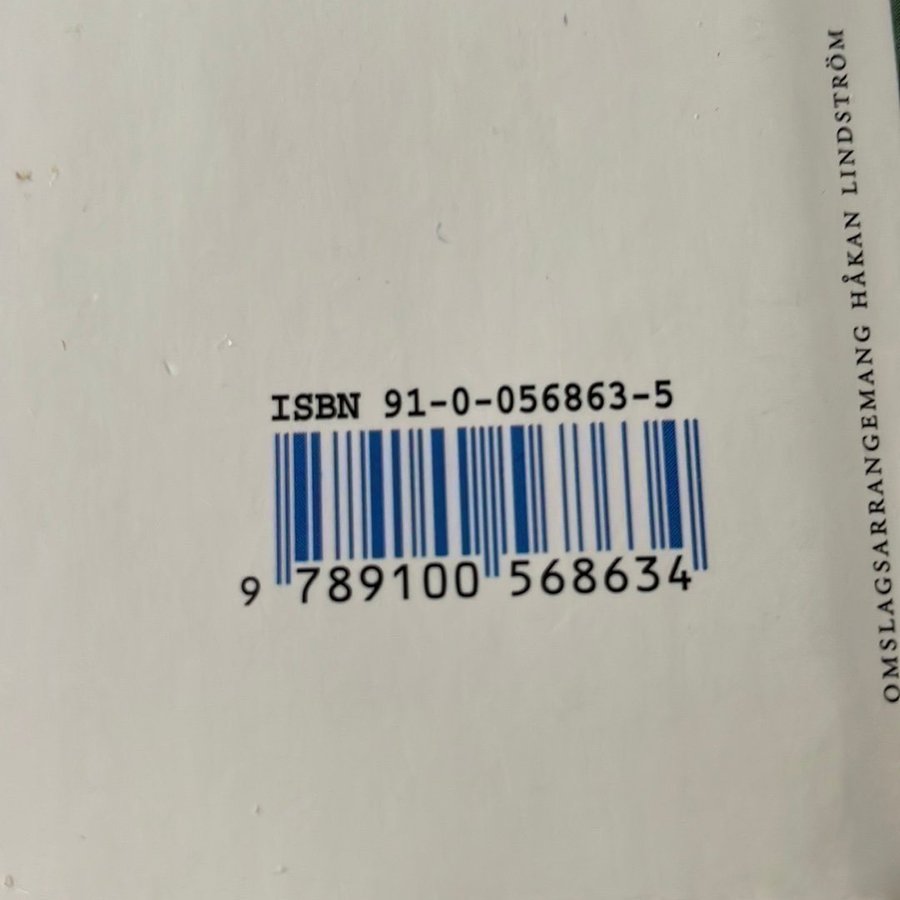 ISBN 91-0-056863-5
9 789100 568634
OMSLAGSARRANGEMANG HÅKAN LINDSTRÖM